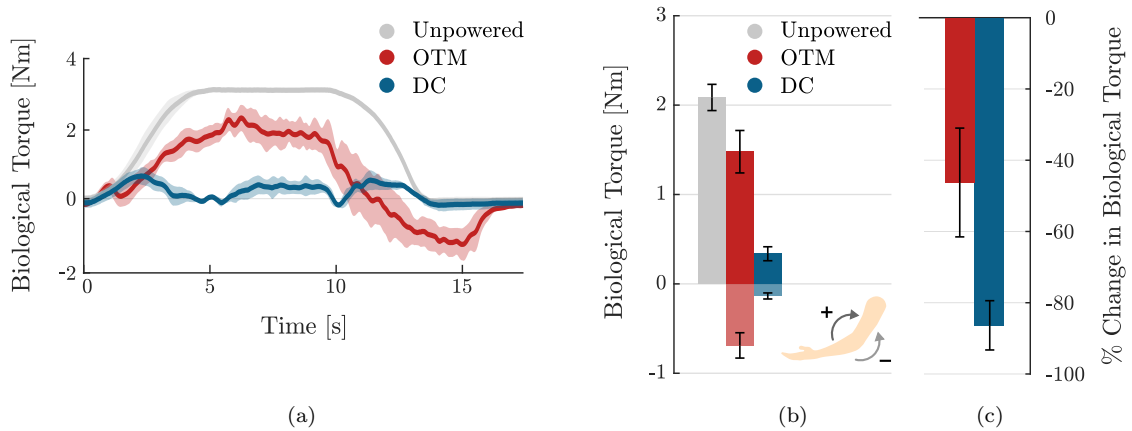 Unpowered
OTM
DC
Biological Torque [Nm]
4
2
0
-2
0
5
10
15
Time [s]
(a)
Unpowered
OTM
DC
Biological Torque [Nm]
3
2
1
0
-1
+
−
(b)
0
-20
-40
-60
-80
-100
% Change in Biological Torque
(c)